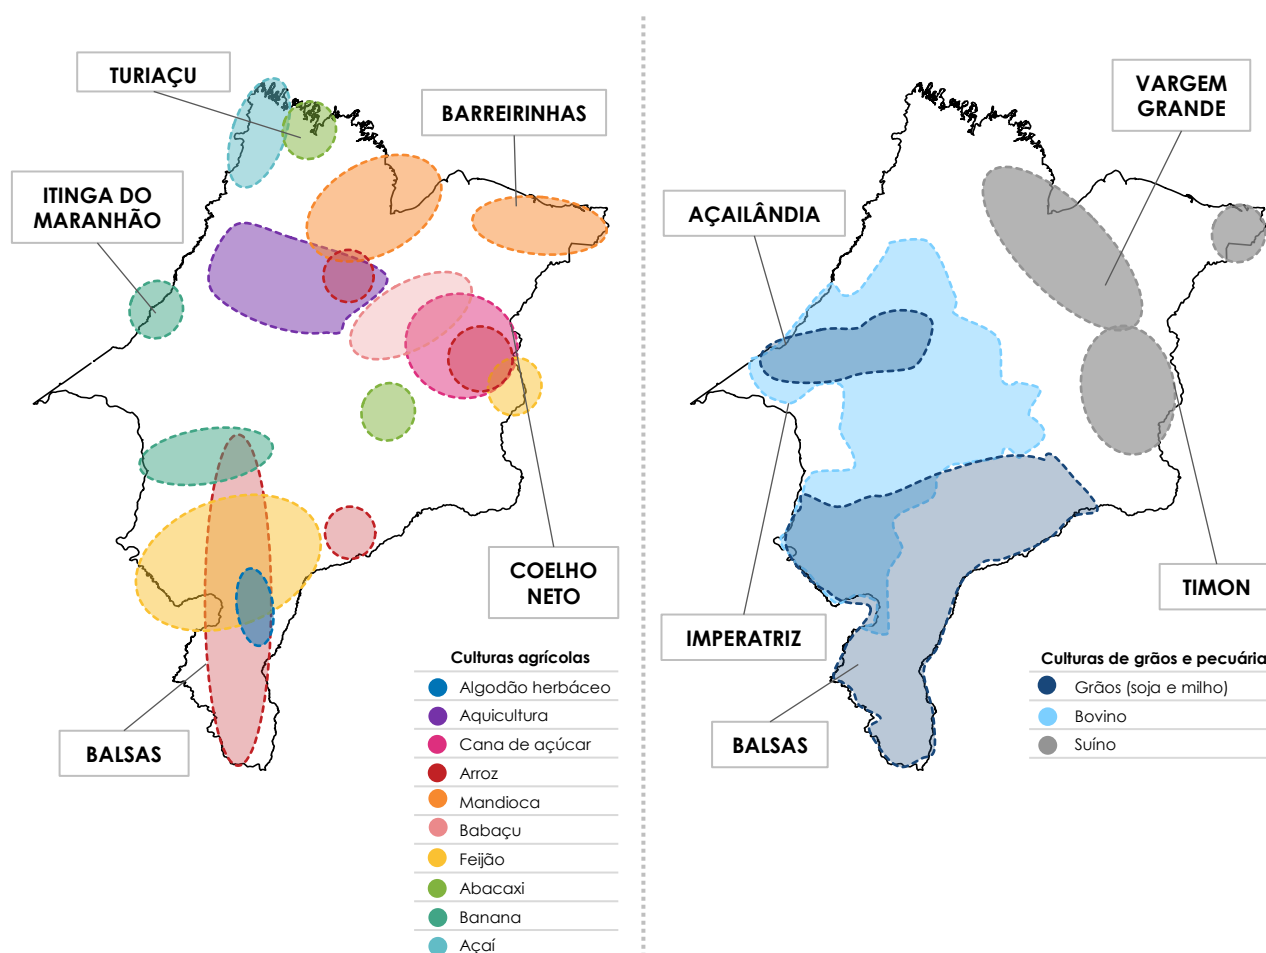 TURIAÇU
BARREIRINHAS
ITINGA DO
MARANHÃO
COELHO
NETO
BALSAS
Culturas agrícolas
Algodão herbáceo
Aquicultura
Cana de açúcar
Arroz
Mandioca
Babaçu
Feijão
Abacaxi
Banana
Açaí
VARGEM
GRANDE
AÇAILÂNDIA
IMPERATRIZ
TIMON
BALSAS
Culturas de grãos e pecuária
Grãos (soja e milho)
Bovino
Suíno